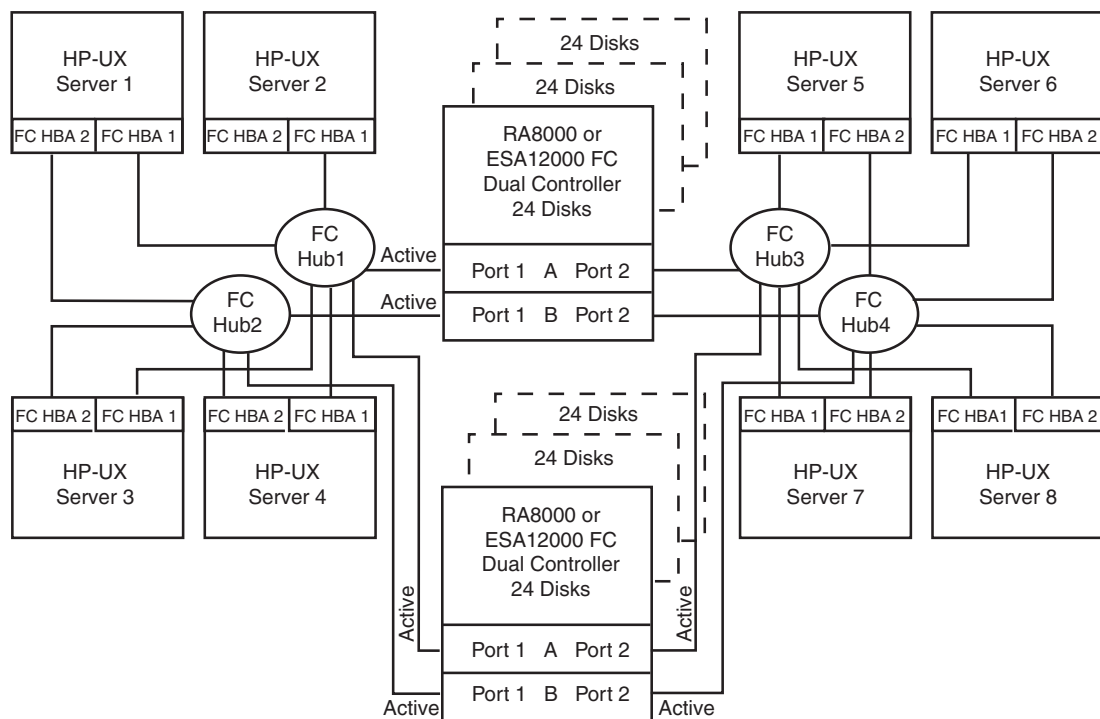 HP-UX
Server 1
FC HBA 2
FC HBA 1
HP-UX
Server 2
FC HBA 2
FC HBA 1
24 Disks
24 Disks
RA8000 or
ESA12000 FC
Dual Controller
24 Disks
HP-UX
Server 5
FC HBA 1
FC HBA 2
HP-UX
Server 6
FC HBA 1
FC HBA 2
FC
Hub1
Active
Port 1 A Port 2
FC
Hub3
FC
Hub2
Active
Port 1 B Port 2
FC
Hub4
FC HBA 2
FC HBA 1
HP-UX
Server 3
FC HBA 2
FC HBA 1
HP-UX
Server 4
24 Disks
24 Disks
RA8000 or
ESA12000 FC
Dual Controller
24 Disks
FC HBA 1
FC HBA 2
HP-UX
Server 7
FC HBA1
FC HBA 2
HP-UX
Server 8
Active
Port 1 A Port 2
Active
Active
Port 1 B Port 2
Active